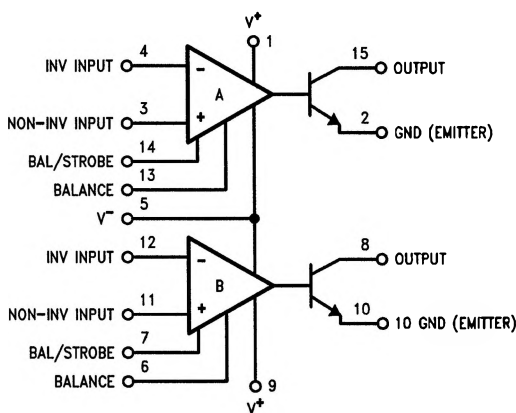 V+
1
4
INV INPUT
−
15
OUTPUT
A
3
NON-INV INPUT
+
2
GND (EMITTER)
14
BAL/STROBE
13
BALANCE
5
V−
12
INV INPUT
−
8
OUTPUT
B
11
NON-INV INPUT
+
10
10 GND (EMITTER)
7
BAL/STROBE
6
BALANCE
9
V+